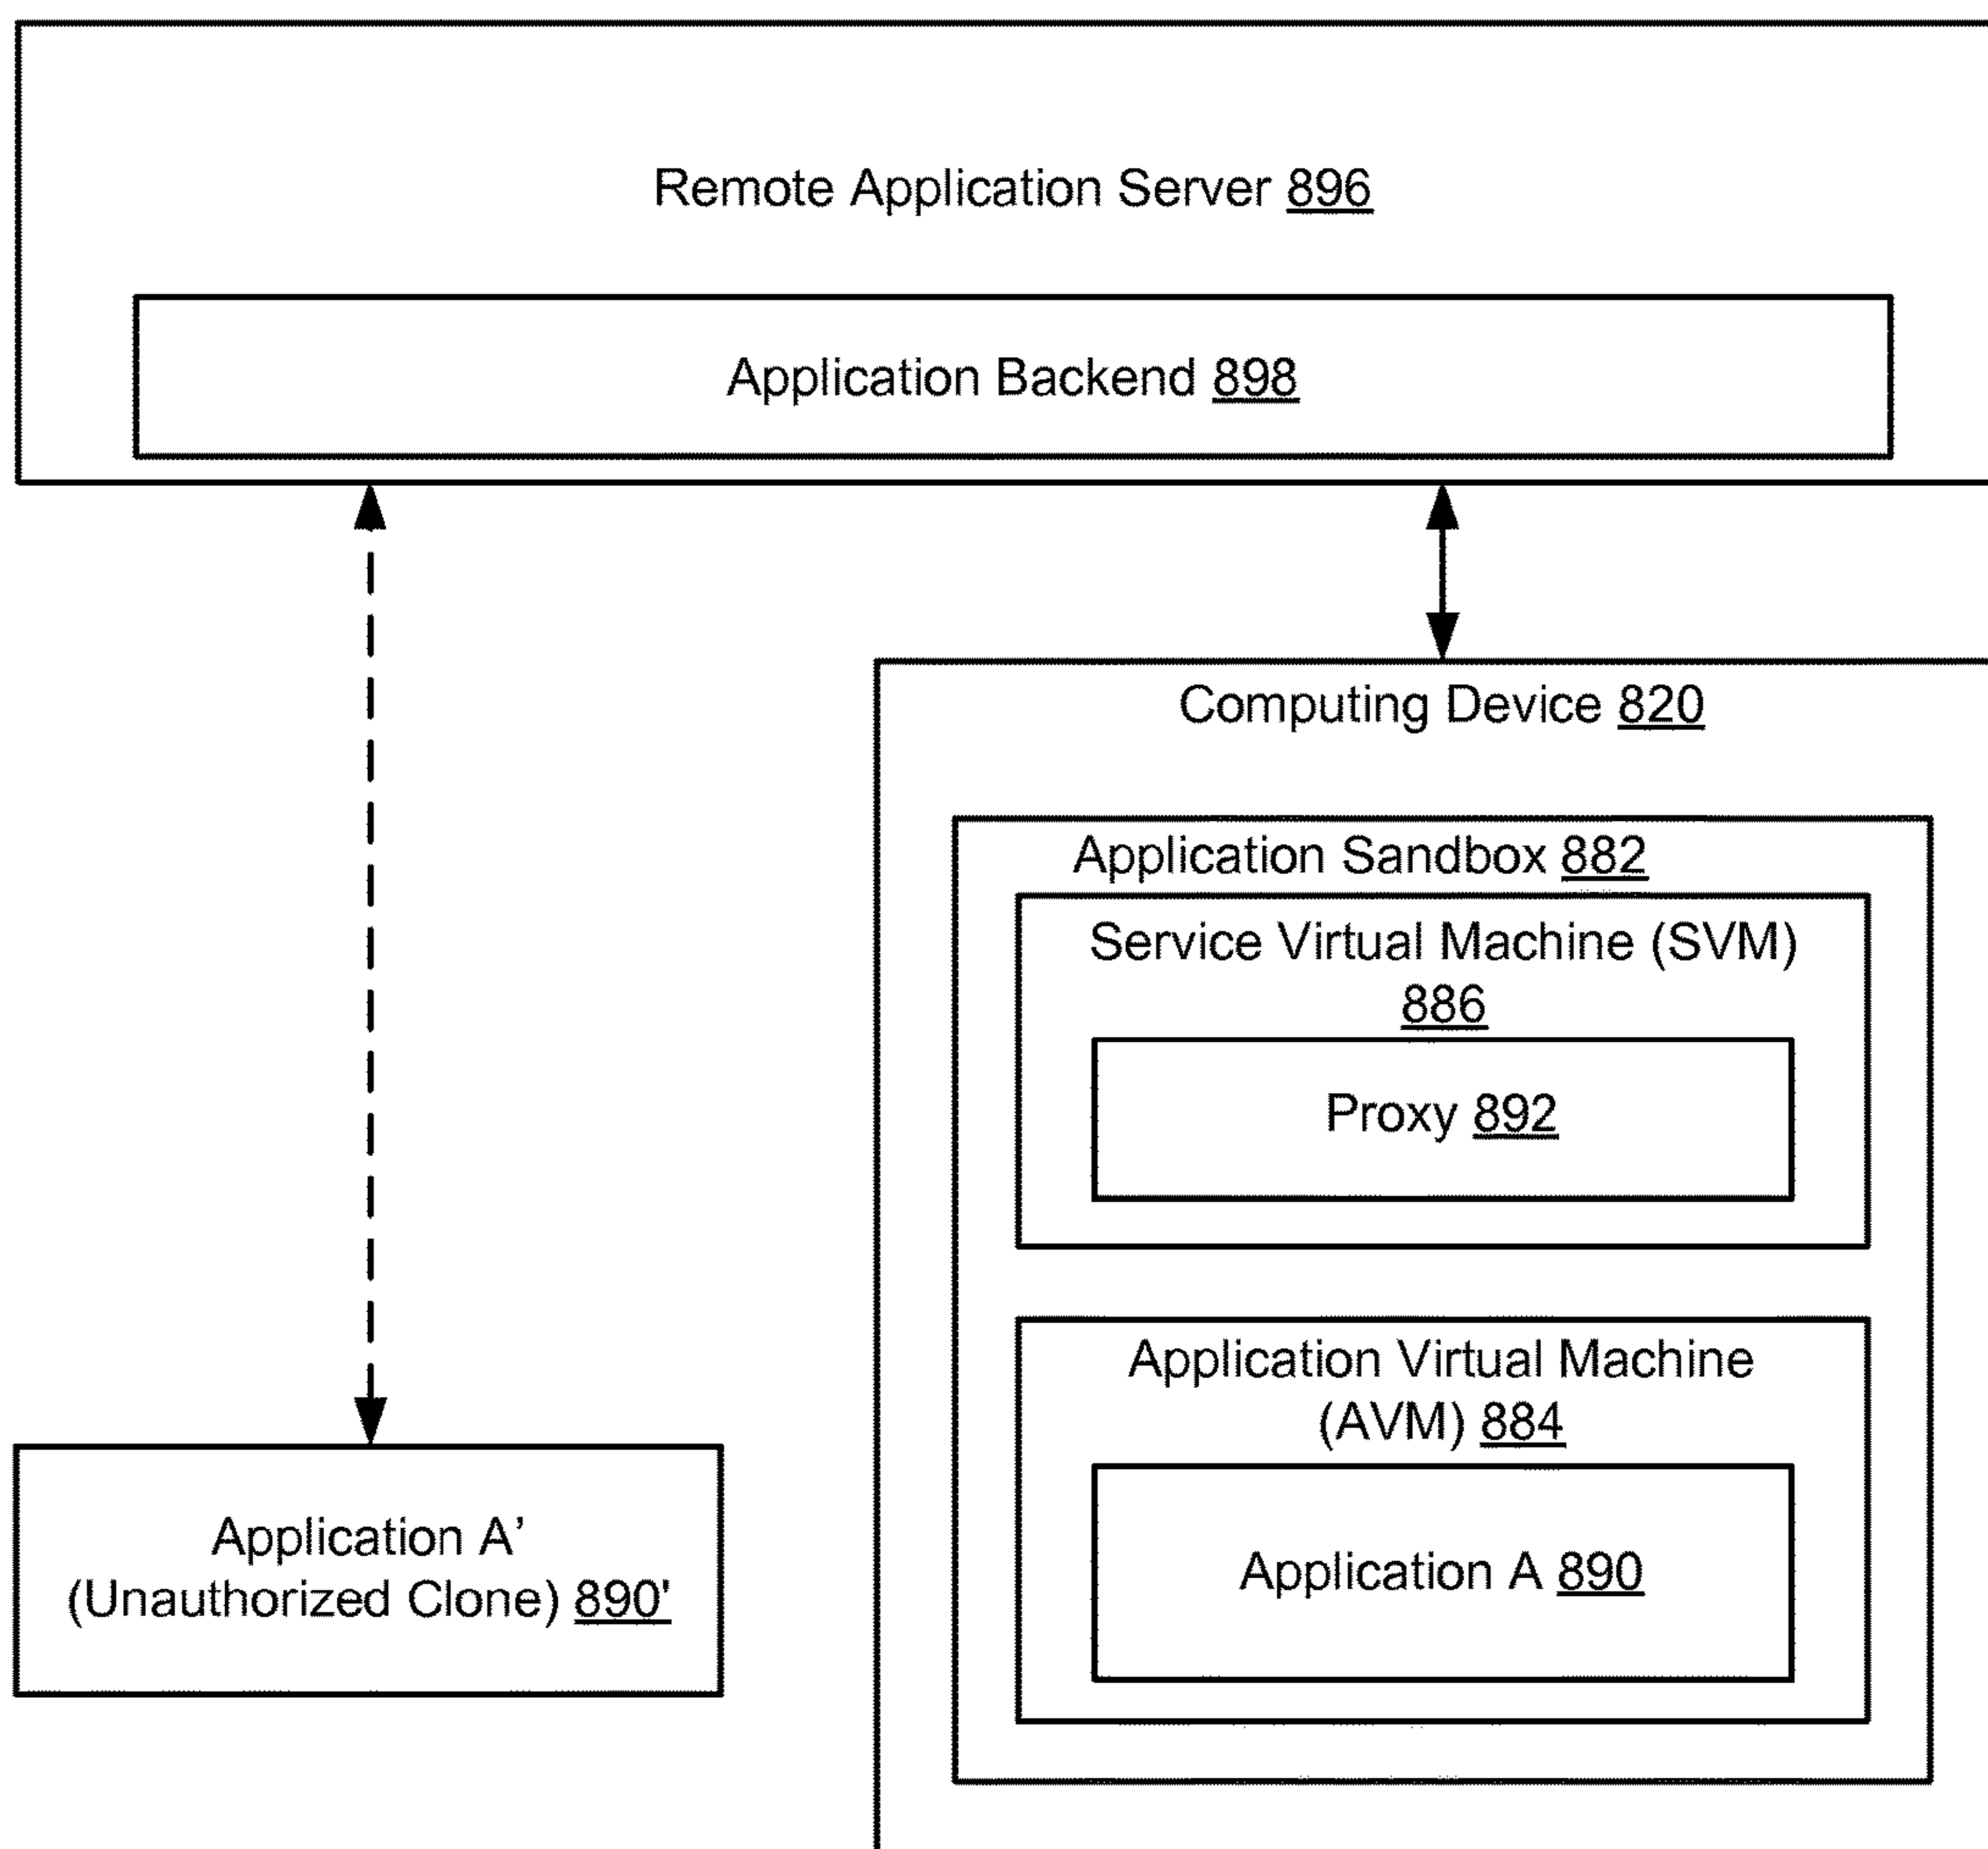 Remote Application Server 896
Application Backend 898
Computing Device 820
Application Sandbox 882
Service Virtual Machine (SVM)
886
Proxy 892
Application Virtual Machine
(AVM) 884
Application A 890
Application A’
(Unauthorized Clone) 890'